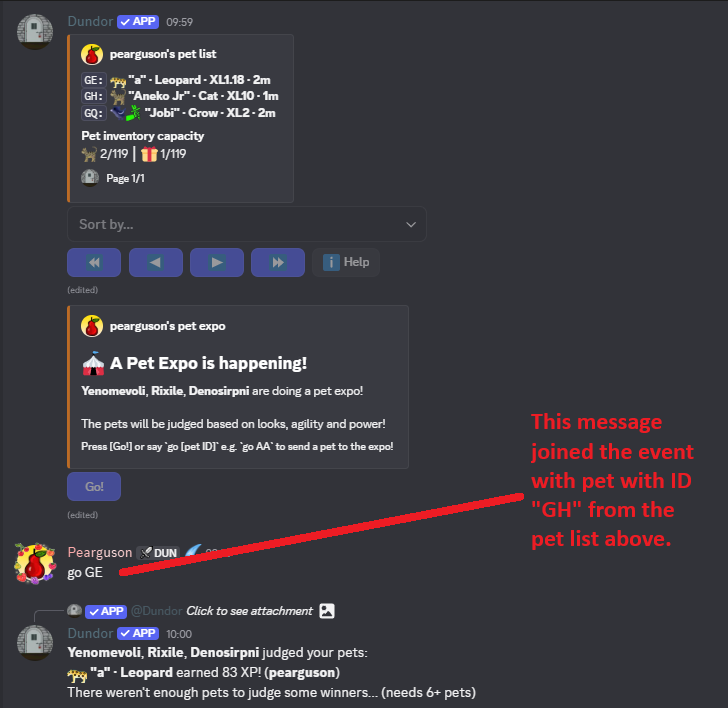 Dundor ✓ APP 09:59
pearguson's pet list
GE: "a" · Leopard · XL1.18 · 2m
GH: "Aneko Jr" · Cat · XL10 · 1m
GQ: "Jobi" · Crow · XL2 · 2m
Pet inventory capacity
2/119 | 1/119
Page 1/1
Sort by...
Help
(edited)
pearguson's pet expo
A Pet Expo is happening!
Yenomevoli, Rixile, Denosirpni are doing a pet expo!
The pets will be judged based on looks, agility and power!
Press [Go!] or say `go [pet ID]` e.g. `go AA` to send a pet to the expo!
Go!
(edited)
This message
joined the event
with pet with ID
"GH" from the
pet list above.
Pearguson DUN
go GE
✓ APP @Dundor Click to see attachment
Dundor ✓ APP 10:00
Yenomevoli, Rixile, Denosirpni judged your pets:
"a" · Leopard earned 83 XP! (pearguson)
There weren't enough pets to judge some winners... (needs 6+ pets)